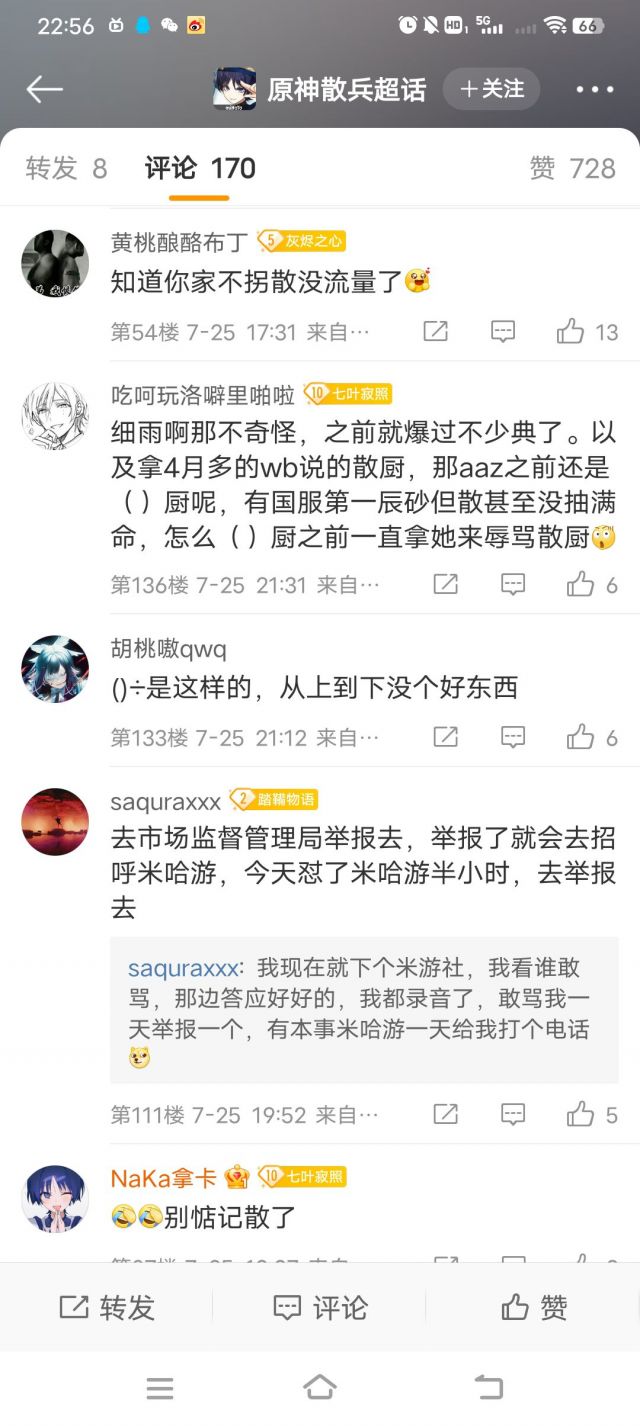 22:56
HD 1
5G
66
原神散兵超话
+关注
转发 8
评论 170
赞 728
黄桃酿酪布丁 5 灰烬之心
知道你家不拐散没流量了
第54楼 7-25 17:31 来自…
13
吃呵玩洛噼里啪啦 10 七叶寂照
细雨啊那不奇怪，之前就爆过不少典了。以
及拿4月多的wb说的散厨，那aaz之前还是
（）厨呢，有国服第一辰砂但散甚至没抽满
命，怎么（）厨之前一直拿她来辱骂散厨
第136楼 7-25 21:31 来自…
6
胡桃嗷qwq
()÷是这样的，从上到下没个好东西
第133楼 7-25 21:12 来自…
6
saquraxxx 2 踏鞴物语
去市场监督管理局举报去，举报了就会去招
呼米哈游，今天怼了米哈游半小时，去举报
去
saquraxxx：我现在就下个米游社，我看谁敢
骂，那边答应好好的，我都录音了，敢骂我一
天举报一个，有本事米哈游一天给我打个电话
第111楼 7-25 19:52 来自…
5
NaKa拿卡 10 七叶寂照
别惦记散了
转发
评论
赞